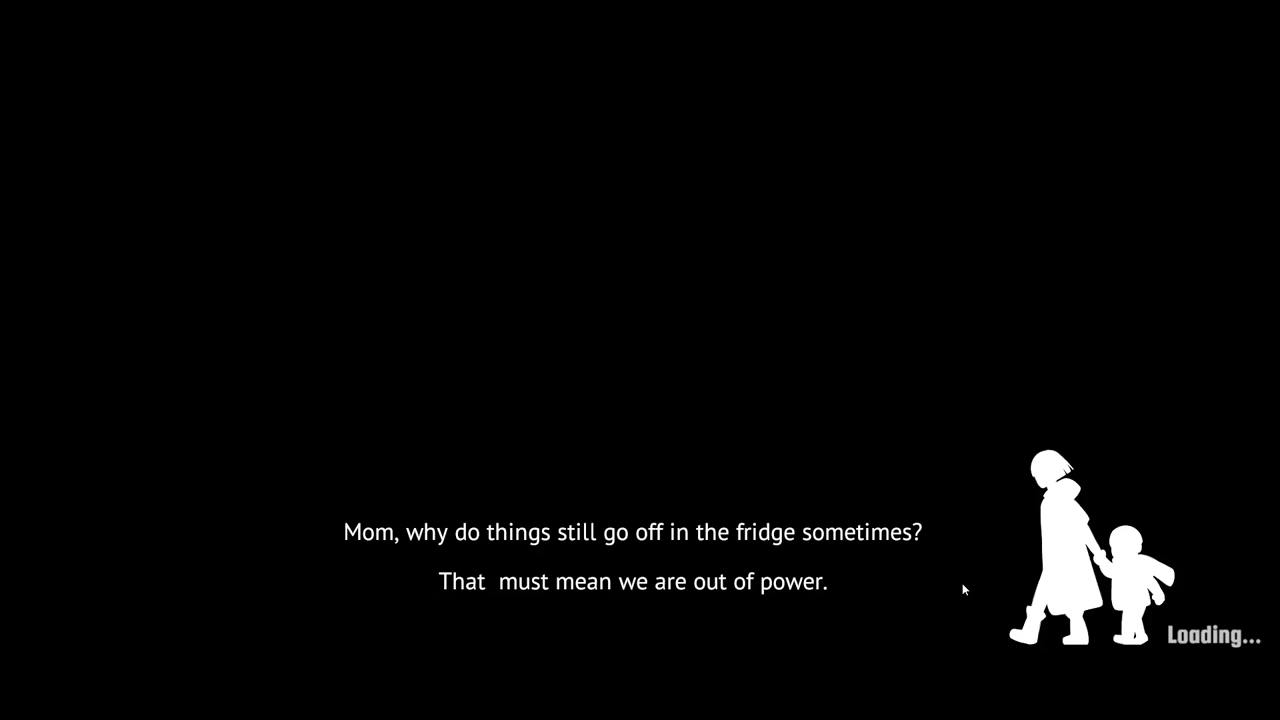 Mom, why do things still go off in the fridge sometimes?
That  must mean we are out of power.
Loading...